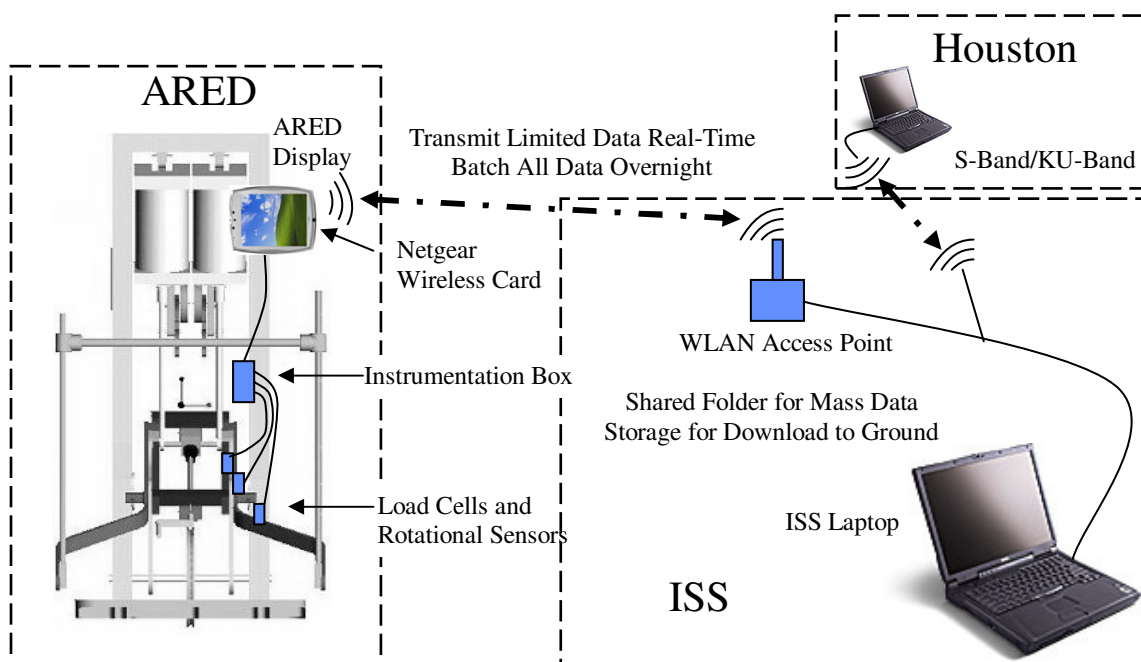 ARED
ARED
Display
Netgear
Wireless Card
Instrumentation Box
Load Cells and
Rotational Sensors
Transmit Limited Data Real-Time
Batch All Data Overnight
Houston
S-Band/KU-Band
WLAN Access Point
Shared Folder for Mass Data
Storage for Download to Ground
ISS Laptop
ISS